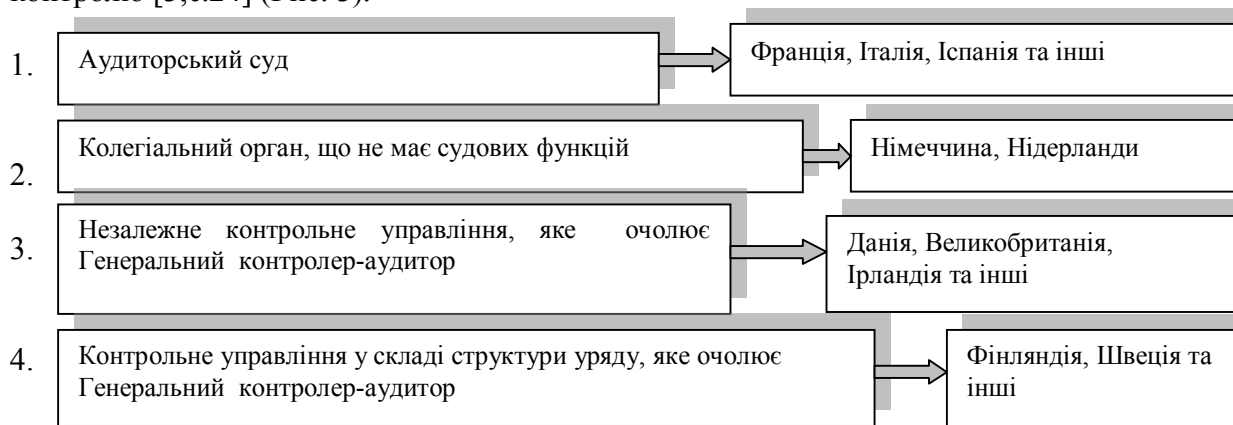 контролю [3,с.24] (Рис. 3).
1. Аудиторський суд
Франція, Італія, Іспанія та інші
2. Колегіальний орган, що не має судових функцій
Німеччина, Нідерланди
3. Незалежне контрольне управління, яке очолює
Генеральний контролер-аудитор
Данія, Великобританія,
Ірландія та інші
4. Контрольне управління у складі структури уряду, яке очолює
Генеральний контролер-аудитор
Фінляндія, Швеція та
інші